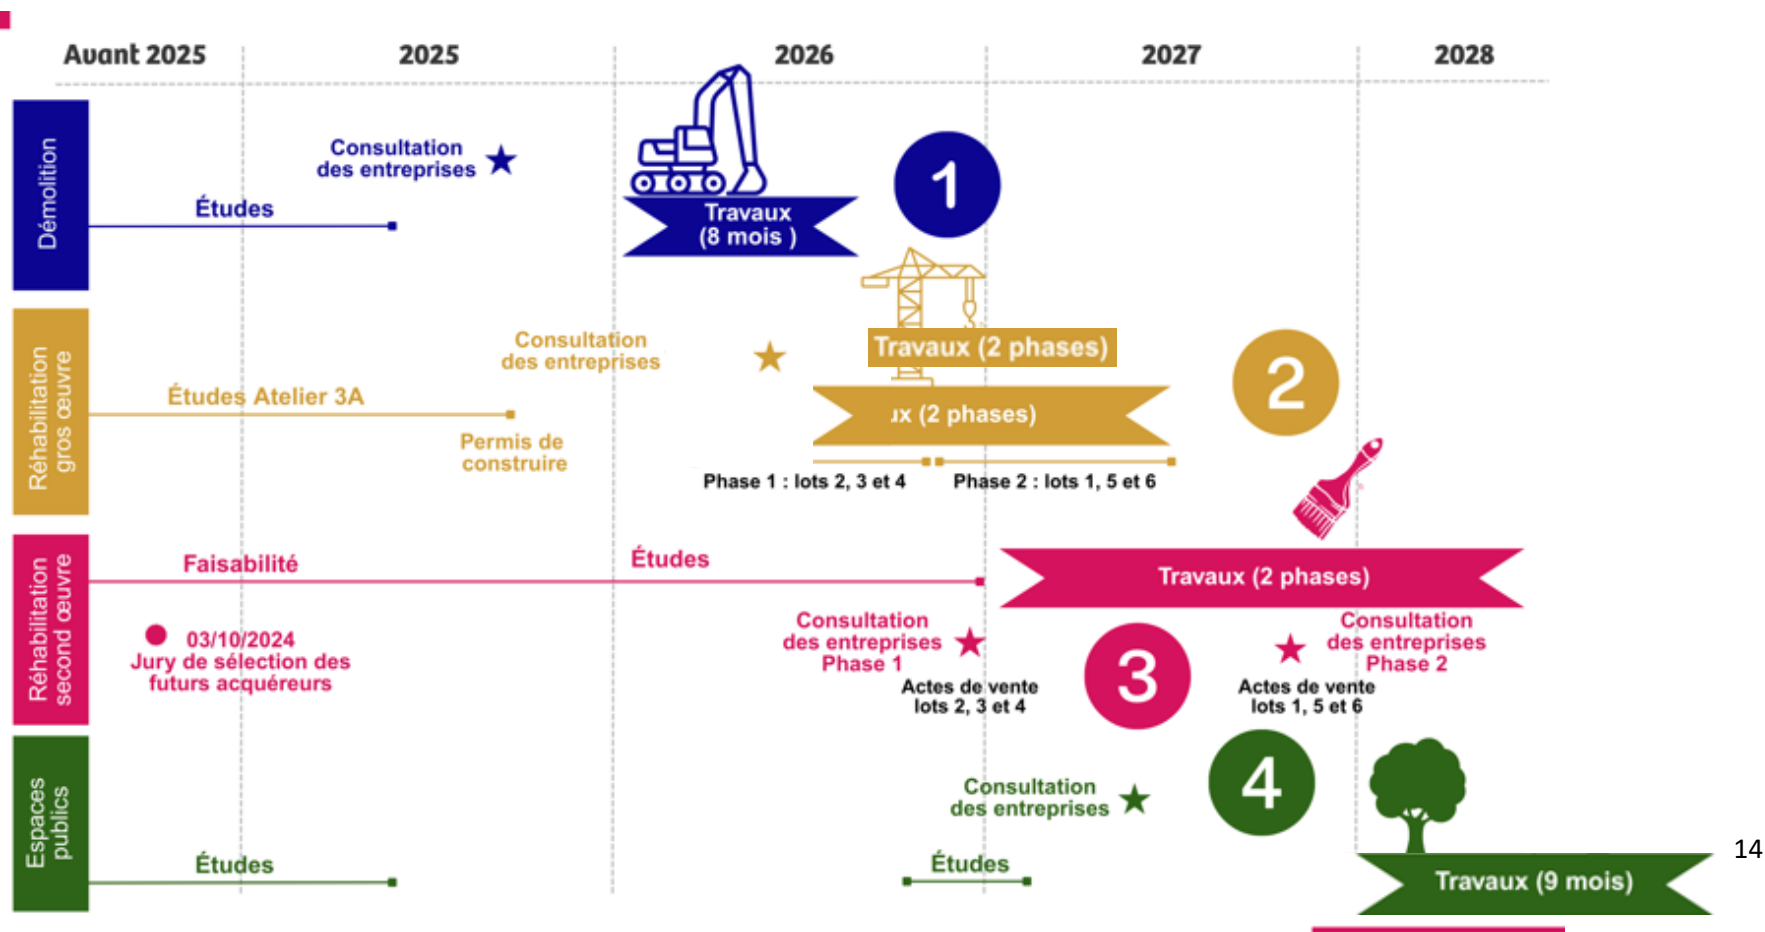 Avant 2025
2025
2026
2027
2028
Démolition
Consultation
des entreprises
Études
Travaux
(8 mois )
1
Réhabilitation
gros œuvre
Études Atelier 3A
Permis de
construire
Consultation
des entreprises
Travaux (2 phases)
(2 phases)
2
Phase 1 : lots 2, 3 et 4
Phase 2 : lots 1, 5 et 6
Réhabilitation
second œuvre
Faisabilité
Études
Travaux (2 phases)
03/10/2024
Jury de sélection des
futurs acquéreurs
Consultation
des entreprises
Phase 1
Actes de vente
lots 2, 3 et 4
3
Consultation
des entreprises
Phase 2
Actes de vente
lots 1, 5 et 6
Espaces
publics
Études
Consultation
des entreprises
4
Études
Travaux (9 mois)
14